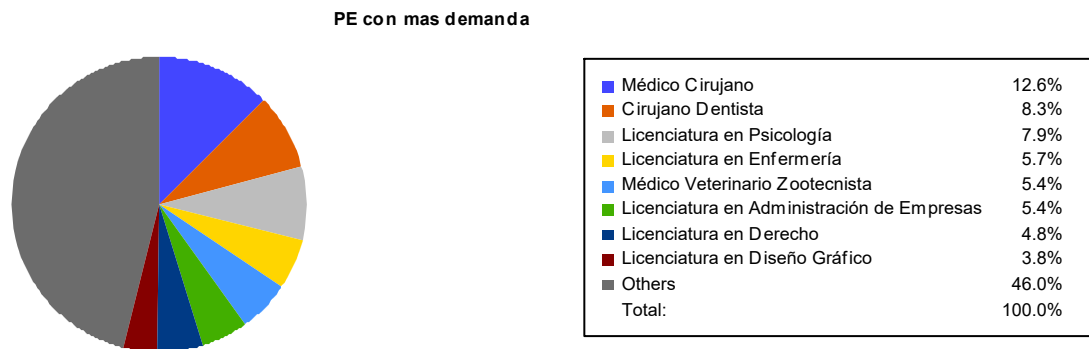 PE con mas demanda
Médico Cirujano 12.6%
Cirujano Dentista 8.3%
Licenciatura en Psicología 7.9%
Licenciatura en Enfermería 5.7%
Médico Veterinario Zootecnista 5.4%
Licenciatura en Administración de Empresas 5.4%
Licenciatura en Derecho 4.8%
Licenciatura en Diseño Gráfico 3.8%
Others 46.0%
Total: 100.0%